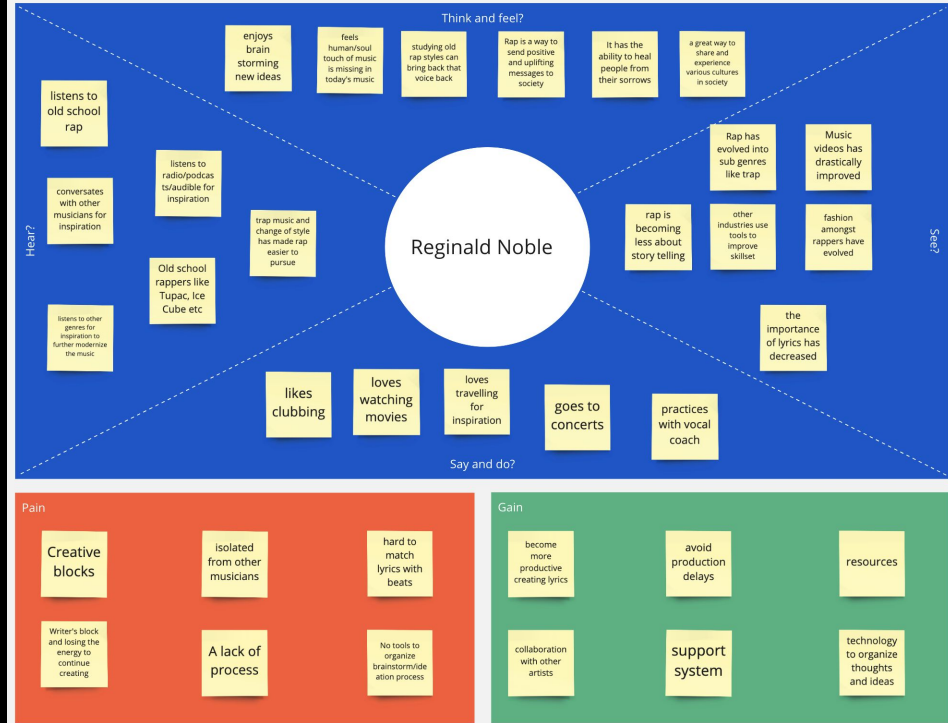 Think and feel?
enjoys
brain
storming
new ideas
feels
human/soul
touch of music
is missing in
today's music
studying old
rap styles can
bring back that
voice back
Rap is a way to
send positive
and uplifting
messages to
society
It has the
ability to heal
people from
their sorrows
a great way to
share and
experience
various cultures
in society
Hear?
listens to
old school
rap
listens to
radio/podcas
ts/audible for
inspiration
conversates
with other
musicians for
inspiration
trap music and
change of style
has made rap
easier to
pursue
Old school
rappers like
Tupac, Ice
Cube etc
listens to other
genres for
inspiration to
further modernize
the music
Reginald Noble
See?
Rap has
evolved into
sub genres
like trap
Music
videos has
drastically
improved
rap is
becoming
less about
story telling
other
industries use
tools to
improve
skillset
fashion
amongst
rappers have
evolved
the
importance
of lyrics has
decreased
likes
clubbing
loves
watching
movies
loves
travelling
for
inspiration
goes to
concerts
practices
with vocal
coach
Say and do?
Pain
Creative
blocks
isolated
from other
musicians
hard to
match
lyrics with
beats
Writer's block
and losing the
energy to
continue
creating
A lack of
process
No tools to
organize
brainstorm/ide
ation process
Gain
become
more
productive
creating lyrics
avoid
production
delays
resources
collaboration
with other
artists
support
system
technology
to organize
thoughts
and ideas